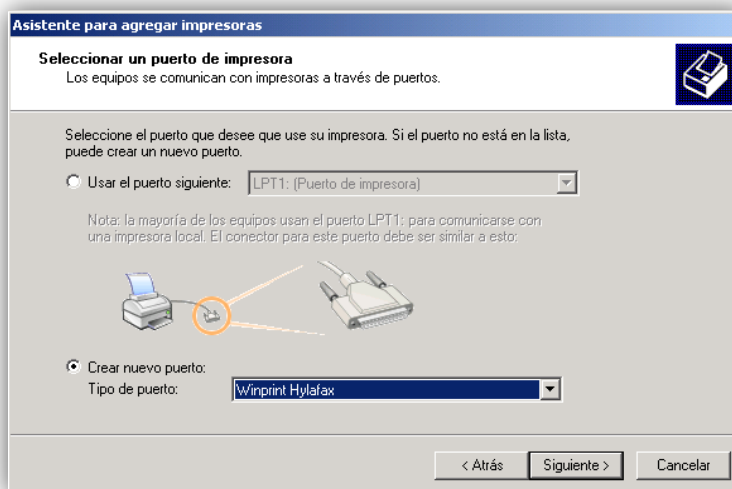 Asistente para agregar impresoras
Seleccionar un puerto de impresora
Los equipos se comunican con impresoras a través de puertos.
Seleccione el puerto que desee que use su impresora. Si el puerto no está en la lista,
puede crear un nuevo puerto.
Usar el puerto siguiente: LPT1: (Puerto de impresora)
Nota: la mayoría de los equipos usan el puerto LPT1: para comunicarse con
una impresora local. El conector para este puerto debe ser similar a esto:
Crear nuevo puerto:
Tipo de puerto: Winprint Hylafax
< Atrás Siguiente > Cancelar